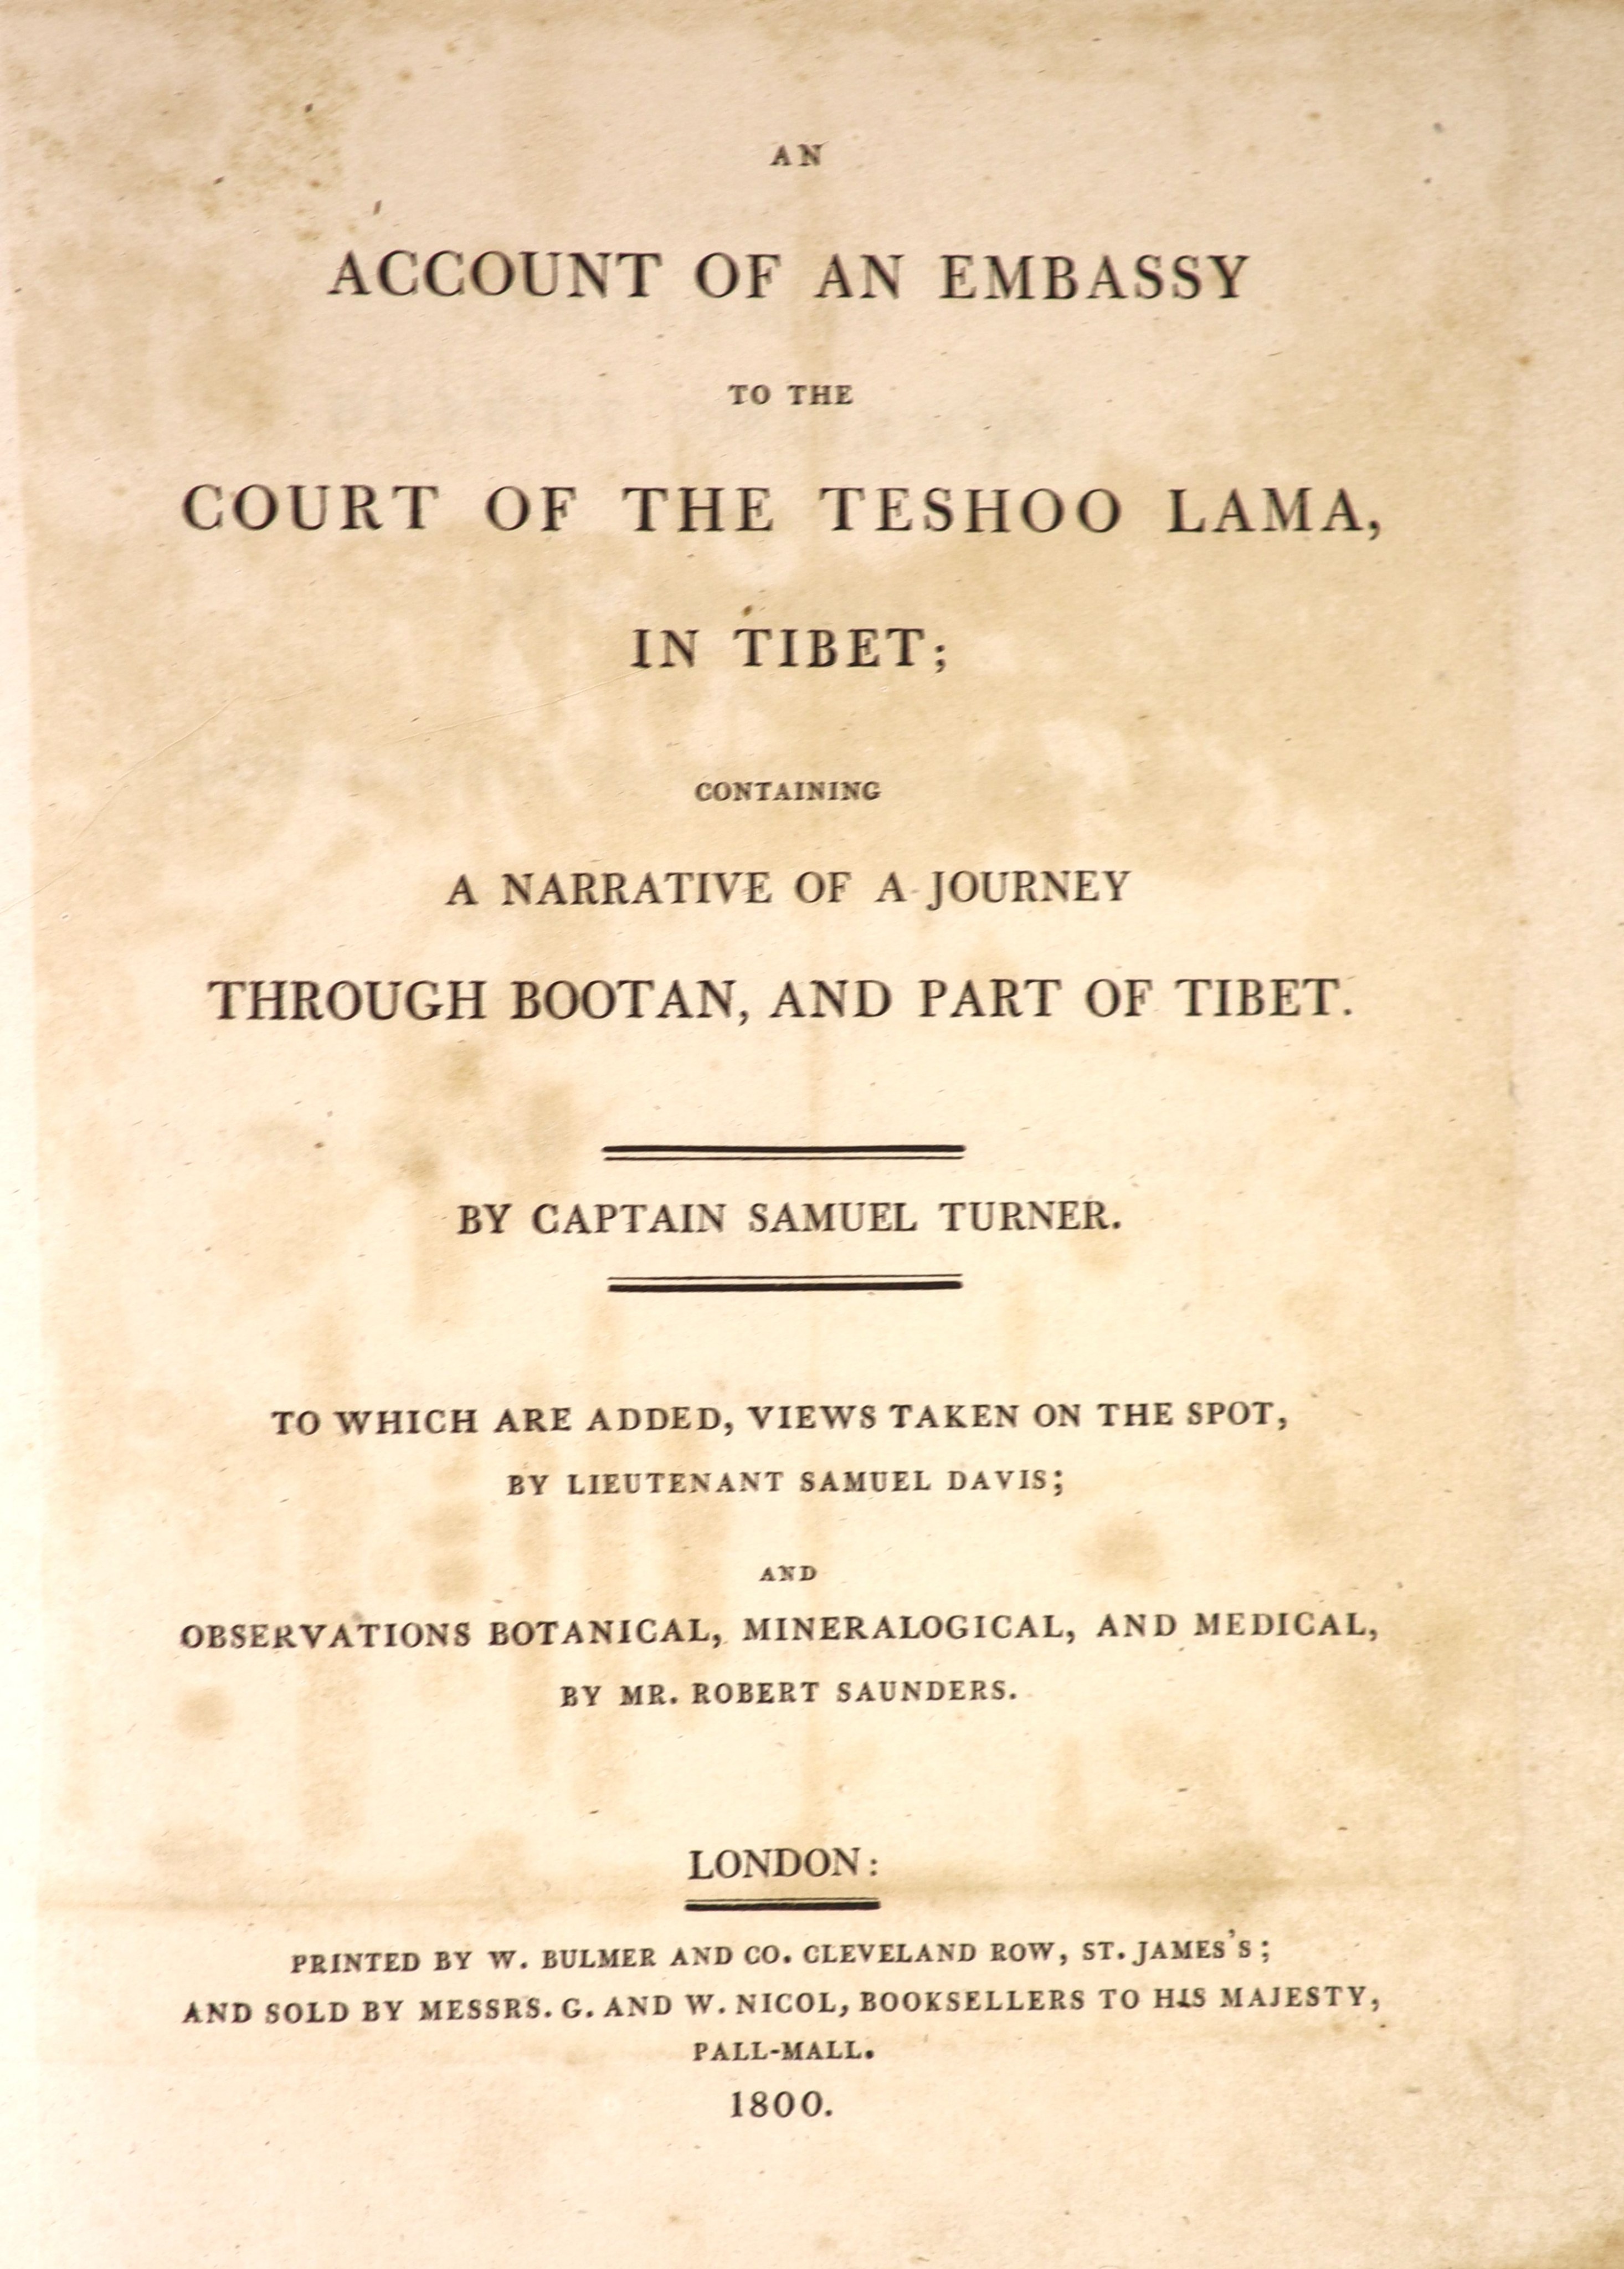 AN
ACCOUNT OF AN EMBASSY
TO THE
COURT OF THE TESHOO LAMA,
IN TIBET;
CONTAINING
A NARRATIVE OF A JOURNEY
THROUGH BOOTAN, AND PART OF TIBET.
BY CAPTAIN SAMUEL TURNER.
TO WHICH ARE ADDED, VIEWS TAKEN ON THE SPOT,
BY LIEUTENANT SAMUEL DAVIS;
AND
OBSERVATIONS BOTANICAL, MINERALOGICAL, AND MEDICAL,
BY MR. ROBERT SAUNDERS.
LONDON:
PRINTED BY W. BULMER AND CO. CLEVELAND ROW, ST. JAMES'S;
AND SOLD BY MESSRS. G. AND W. NICOL, BOOKSELLERS TO HIS MAJESTY,
PALL-MALL.
1800.